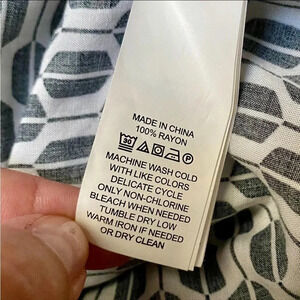 MADE IN CHINA
100% RAYON
30
MACHINE WASH COLD
WITH LIKE COLORS
DELICATE CYCLE
ONLY NON-CHLORINE
BLEACH WHEN NEEDED
TUMBLE DRY LOW
WARM IRON IF NEEDED
OR DRY CLEAN